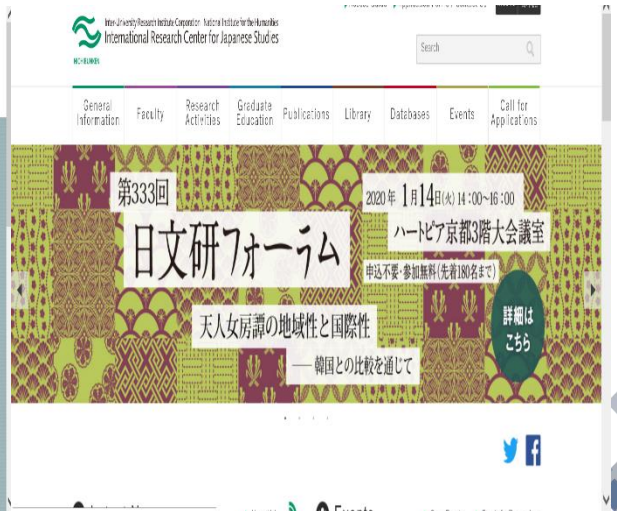 Inter-University Research Institute Corporation National Institute for the Humanities
International Research Center for Japanese Studies
NICHIBUNKEN
Search
General Information
Faculty
Research Activities
Graduate Education
Publications
Library
Databases
Events
Call for Applications
第333回
日文研フォーラム
天人女房譚の地域性と国際性
――韓国との比較を通じて
2020年 1月14日(火) 14:00~16:00
ハートピア京都3階大会議室
申込不要・参加無料(先着180名まで)
詳細は
こちら
Events